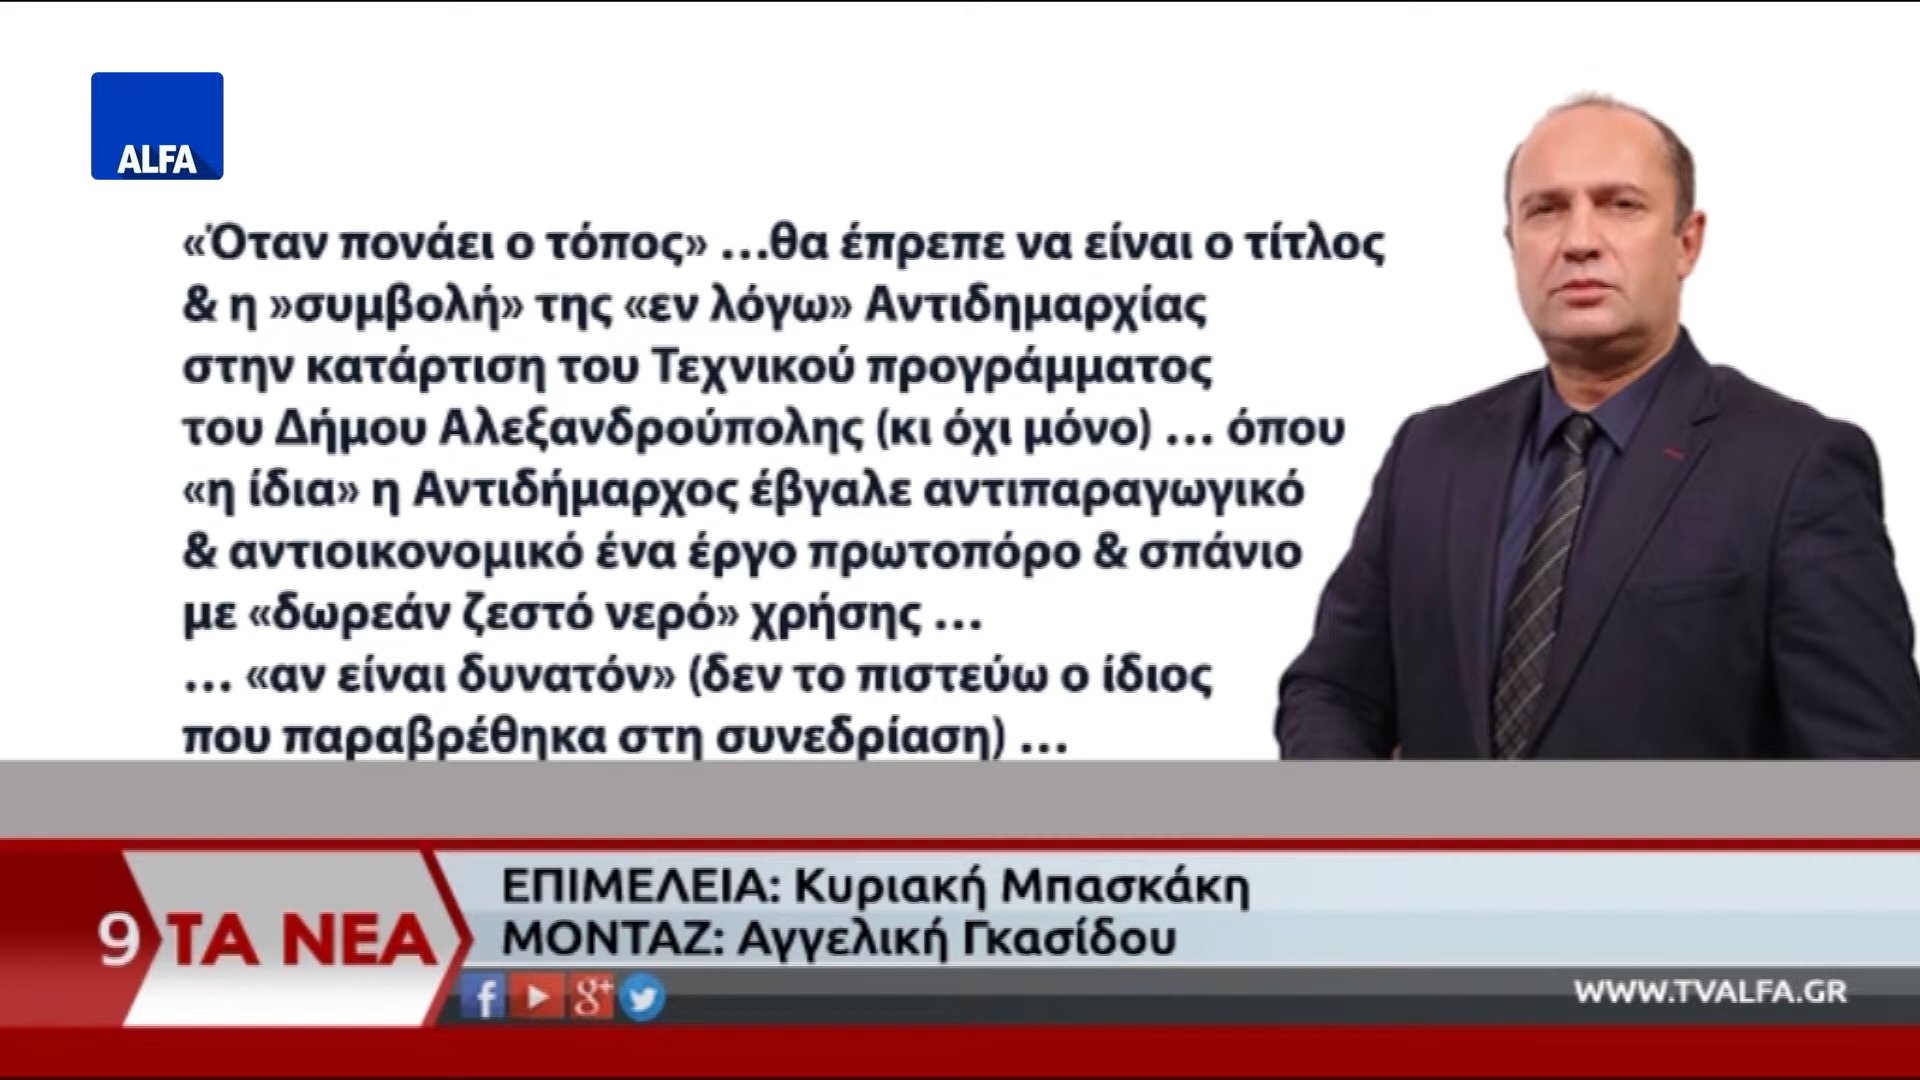 ALFA
«Όταν πονάει ο τόπος» ...θα έπρεπε να είναι ο τίτλος
& η »συμβολή» της «εν λόγω» Αντιδημαρχίας
στην κατάρτιση του Τεχνικού προγράμματος
του Δήμου Αλεξανδρούπολης (κι όχι μόνο) ... όπου
«η ίδια» η Αντιδήμαρχος έβγαλε αντιπαραγωγικό
& αντιοικονομικό ένα έργο πρωτοπόρο & σπάνιο
με «δωρεάν ζεστό νερό» χρήσης ...
... «αν είναι δυνατόν» (δεν το πιστεύω ο ίδιος
που παραβρέθηκα στη συνεδρίαση) ...
ΕΠΙΜΕΛΕΙΑ: Κυριακή Μπασκάκη
9 ΤΑ ΝΕΑ
ΜΟΝΤΑΖ: Αγγελική Γκασίδου
WWW.TVALFA.GR